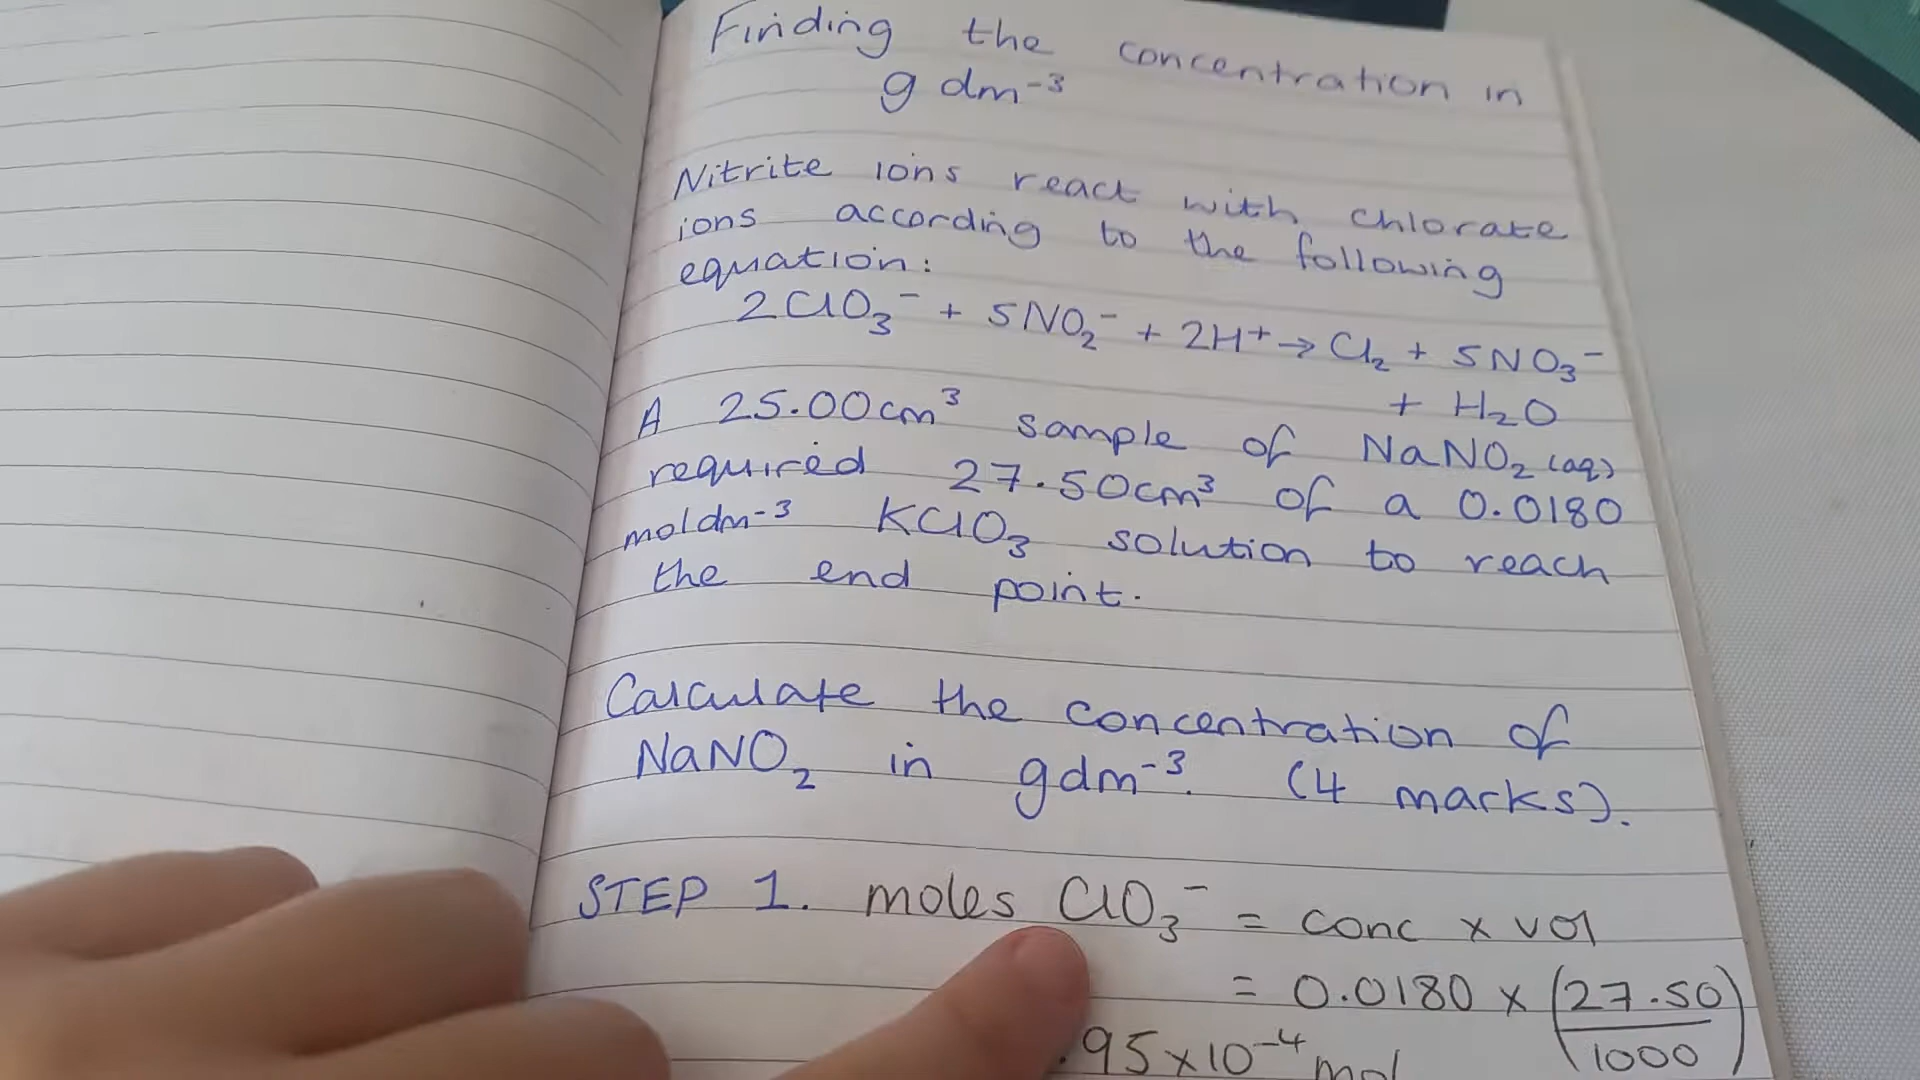 Finding the concentration in
g dm⁻³
Nitrite ions react with chlorate
ions according to the following
equation:
2ClO₃⁻ + 5NO₂⁻ + 2H⁺ → Cl₂ + 5NO₃⁻
+ H₂O
A 25.00cm³ sample of NaNO₂(aq)
required 27.50cm³ of a 0.0180
moldm⁻³ KClO₃ solution to reach
the end point.
Calculate the concentration of
NaNO₂ in gdm⁻³. (4 marks).
STEP 1. moles ClO₃⁻ = conc x vol
= 0.0180 x (27.50/1000)
.95x10⁻⁴ mol